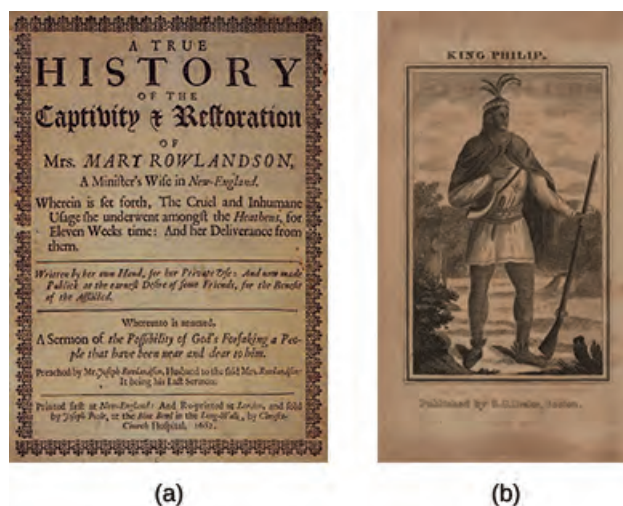 A TRUE
HISTORY
OF THE
Captivity & Restoration
OF
Mrs. MARY ROWLANDSON,
A Minister's Wife in New-England.
Wherein is set forth, The Cruel and Inhumane
Usage she underwent amongst the Heathens, for
Eleven Weeks time: And her Deliverance from
them.
Written by her own Hand, for her Private Use: And now made
Publick at the earnest Desire of some Friends, for the Benefit
of the Afflicted.
Whereunto is annexed,
A Sermon of the Possibility of God's Forsaking a Peo-
ple that have been near and dear to him.
Preached by Mr. Joseph Rowlandson, Husband to the said Mrs. Rowlandson:
It being his Last Sermon.
Printed first at New-England: And Re-printed at London, and sold
by Joseph Poole, at the Blue Bowl in the Long-Walk, by Christs-
Church Hospital. 1682.
(a)
KING PHILIP.
Published by Boston.
(b)